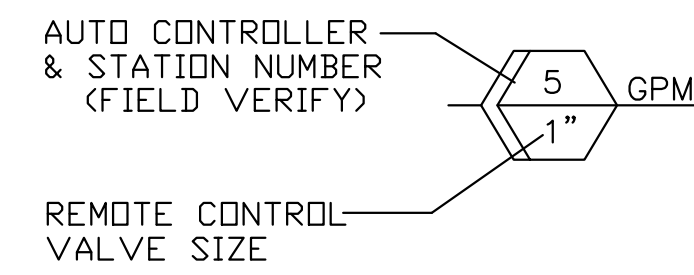 AUTO CONTROLLER
& STATION NUMBER
(FIELD VERIFY)
5
GPM
1"
REMOTE CONTROL
VALVE SIZE